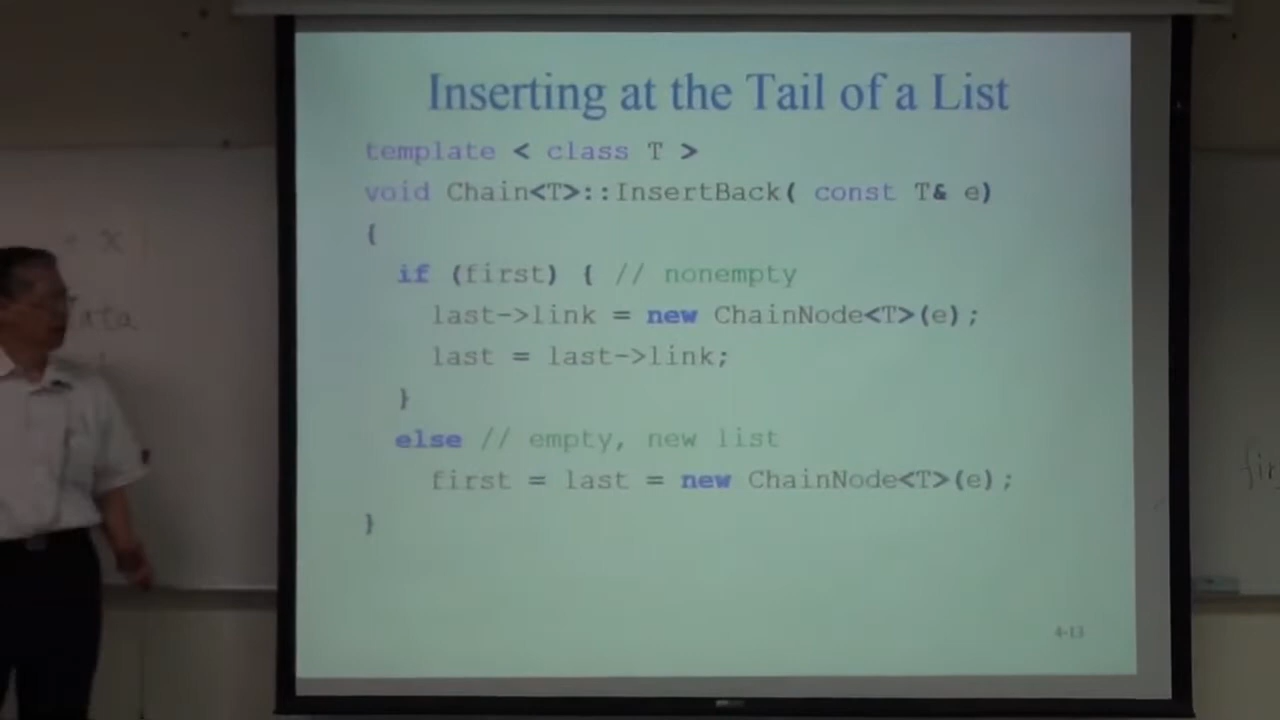 Inserting at the Tail of a List
template < class T >
void Chain<T>::InsertBack( const T& e)
{
if (first) { // nonempty
last->link = new ChainNode<T>(e);
last = last->link;
}
else // empty, new list
first = last = new ChainNode<T>(e);
}
4-13
x
ata